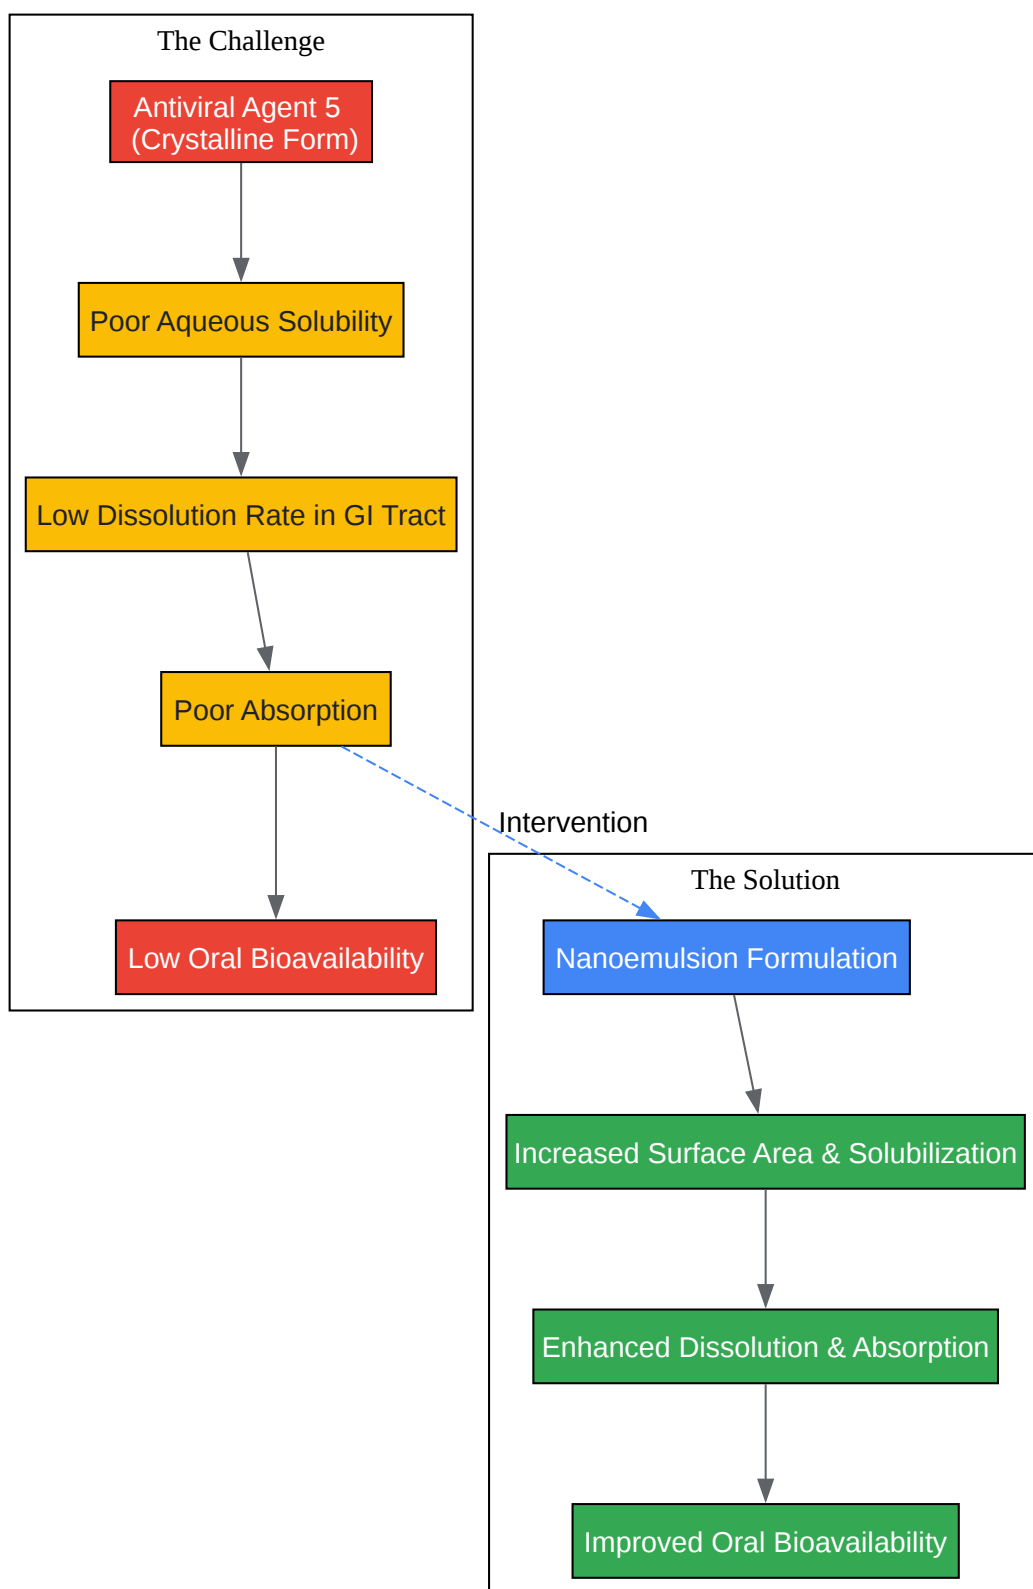 The Challenge
Antiviral Agent 5
(Crystalline Form)
Poor Aqueous Solubility
Low Dissolution Rate in GI Tract
Poor Absorption
Low Oral Bioavailability
Intervention
The Solution
Nanoemulsion Formulation
Increased Surface Area & Solubilization
Enhanced Dissolution & Absorption
Improved Oral Bioavailability